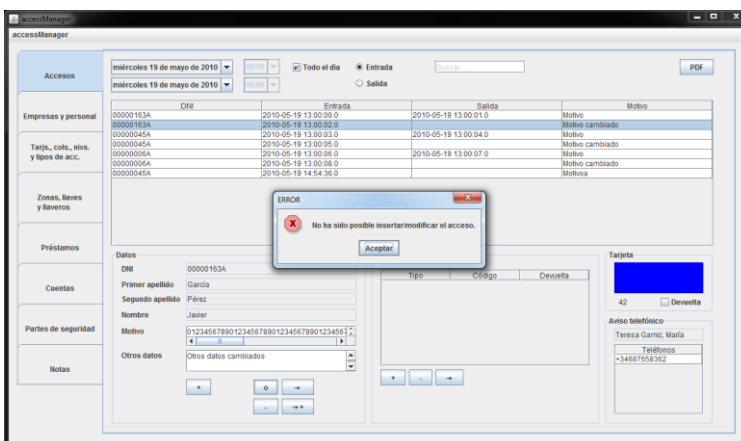 accessManager
accessManager
Accesos
Empresas y personal
Tarjs., cols., nivs.
y tipos de acc.
Zonas, llaves
y llaveros
Préstamos
Cuentas
Partes de seguridad
Notas
miércoles 19 de mayo de 2010 00:00 Todo el día Entrada Buscar... PDF
miércoles 19 de mayo de 2010 00:00 Salida
DNI Entrada Salida Motivo
00000163A 2010-05-19 13:00:00.0 2010-05-19 13:00:01.0 Motivo
00000163A 2010-05-19 13:00:02.0 Motivo cambiado
00000045A 2010-05-19 13:00:03.0 2010-05-19 13:00:04.0 Motivo
00000045A 2010-05-19 13:00:05.0 Motivo cambiado
00000006A 2010-05-19 13:00:06.0 2010-05-19 13:00:07.0 Motivo
00000006A 2010-05-19 13:00:08.0 Motivo cambiado
00000045A 2010-05-19 14:54:36.0 Motivoa
ERROR
No ha sido posible insertar/modificar el acceso.
Aceptar
Datos
DNI 00000163A
Primer apellido García
Segundo apellido Pérez
Nombre Javier
Motivo 0123456789012345678901234567890123456
Otros datos Otros datos cambiados
+ o →
- →+
Tipo Código Devuelta
+ - →
Tarjeta
42 Devuelta
Aviso telefónico
Teresa Garniz, María
Teléfonos
+34687658362